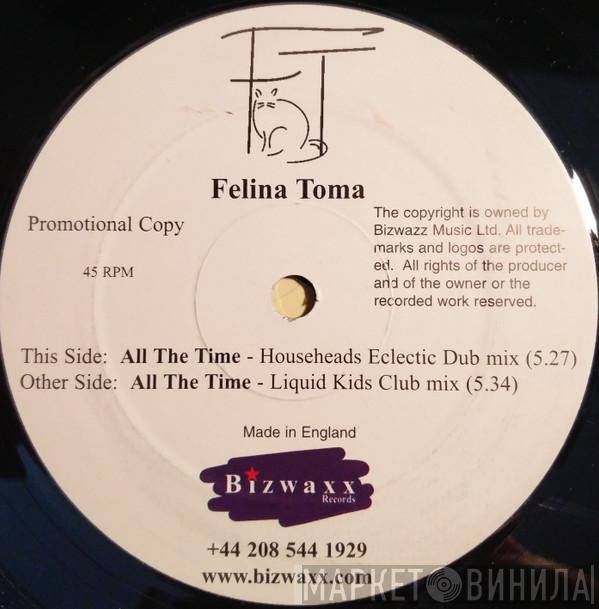 FT
Felina Toma
Promotional Copy
45 RPM
The copyright is owned by
Bizwazz Music Ltd. All trade-
marks and logos are protect-
ed. All rights of the producer
and of the owner or the
recorded work reserved.
This Side: All The Time - Househeads Eclectic Dub mix (5.27)
Other Side: All The Time - Liquid Kids Club mix (5.34)
Made in England
Bizwaxx
Records
+44 208 544 1929
www.bizwaxx.com
МАРКЕТ ВИНИЛА